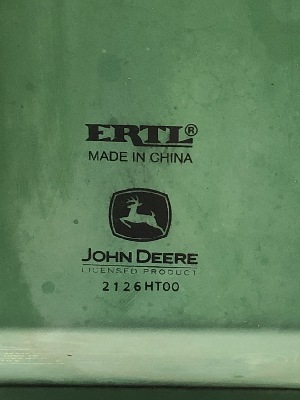 ERTL®
MADE IN CHINA
JOHN DEERE
LICENSED PRODUCT
2126HT00